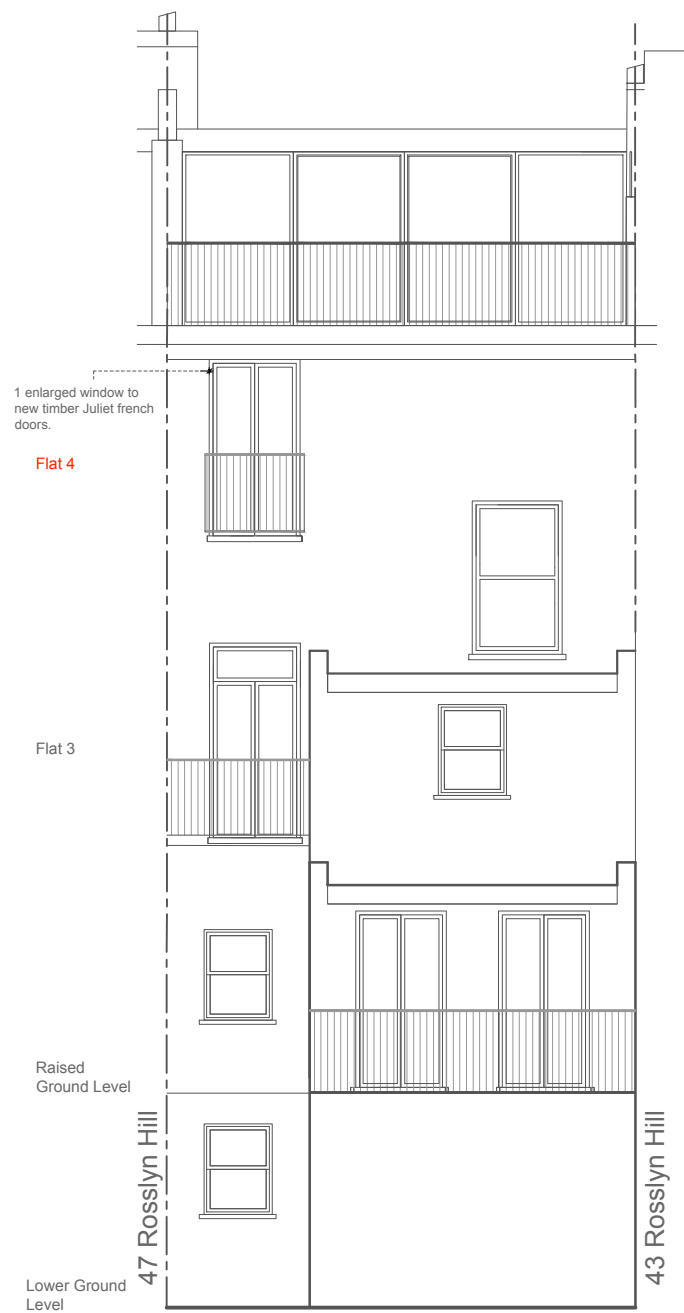 1 enlarged window to
new timber Juliet french
doors.
Flat 4
Flat 3
Raised
Ground Level
47 Rosslyn Hill
43 Rosslyn Hill
Lower Ground
Level